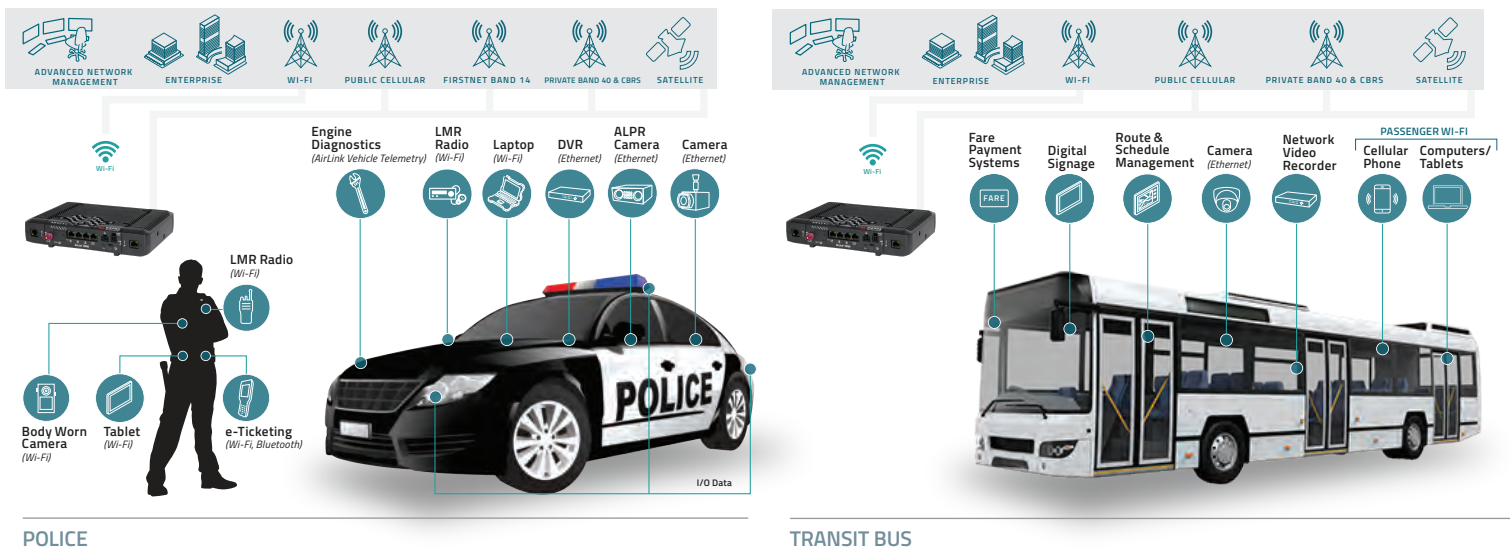 ADVANCED NETWORK
MANAGEMENT
ENTERPRISE
WI-FI
PUBLIC CELLULAR
FIRSTNET BAND 14
PRIVATE BAND 40 & CBRS
SATELLITE
Wi-Fi
Engine
Diagnostics
(AirLink Vehicle Telemetry)
LMR
Radio
(Wi-Fi)
Laptop
(Wi-Fi)
DVR
(Ethernet)
ALPR
Camera
(Ethernet)
Camera
(Ethernet)
LMR Radio
(Wi-Fi)
Body Worn
Camera
(Wi-Fi)
Tablet
(Wi-Fi)
e-Ticketing
(Wi-Fi, Bluetooth)
POLICE
I/O Data
POLICE
ADVANCED NETWORK
MANAGEMENT
ENTERPRISE
WI-FI
PUBLIC CELLULAR
PRIVATE BAND 40 & CBRS
SATELLITE
Wi-Fi
Fare
Payment
Systems
FARE
Digital
Signage
Route &
Schedule
Management
Camera
(Ethernet)
Network
Video
Recorder
PASSENGER WI-FI
Cellular
Phone
Computers/
Tablets
TRANSIT BUS